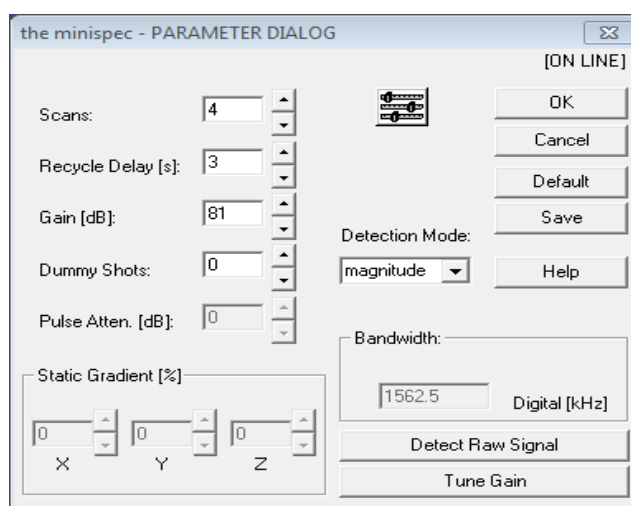 the minispec - PARAMETER DIALOG
[ON LINE]
Scans: 4
OK
Cancel
Recycle Delay [s]: 3
Default
Gain [dB]: 81
Save
Detection Mode:
Dummy Shots: 0
magnitude
Help
Pulse Atten. [dB]: 0
Bandwidth:
Static Gradient [%]
1562.5 Digital [kHz]
0 0 0
X Y Z
Detect Raw Signal
Tune Gain